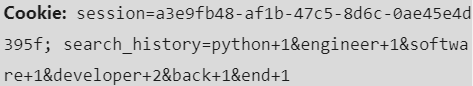 Cookie: session=a3e9fb48-af1b-47c5-8d6c-0ae45e4d
395f; search_history=python+1&engineer+1&softwa
re+1&developer+2&back+1&end+1